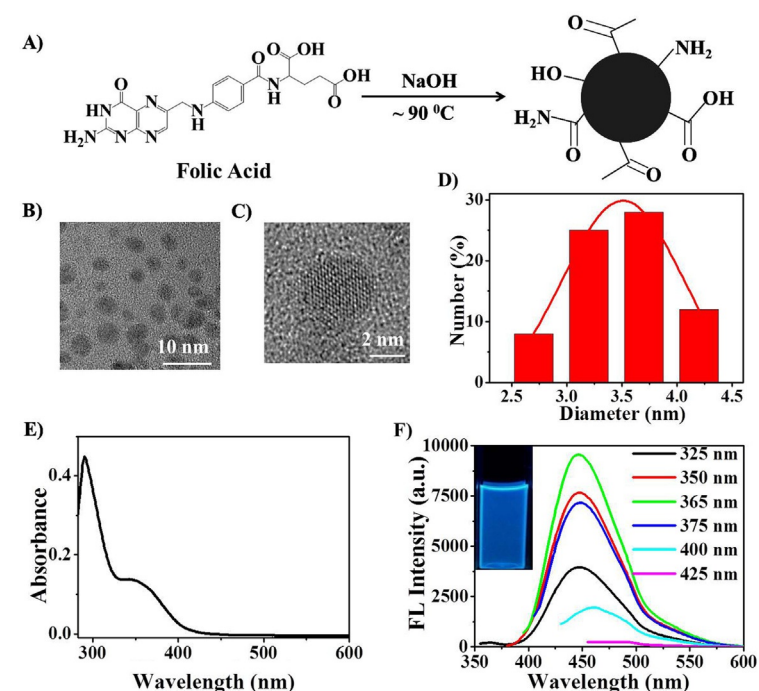 A)
O
HN
H₂N
N
N
N
N
N
H
O
N
H
O
OH
OH
O
Folic Acid
NaOH
~ 90 ⁰C
O
NH₂
HO
OH
O
H₂N
O
O
B)
10 nm
C)
2 nm
D)
Number (%)
30
20
10
0
2.5 3.0 3.5 4.0 4.5
Diameter (nm)
E)
Absorbance
0.4
0.2
0.0
300 400 500 600
Wavelength (nm)
F)
FL Intensity (a.u.)
10000
7500
5000
2500
0
325 nm
350 nm
365 nm
375 nm
400 nm
425 nm
350 400 450 500 550 600
Wavelength (nm)